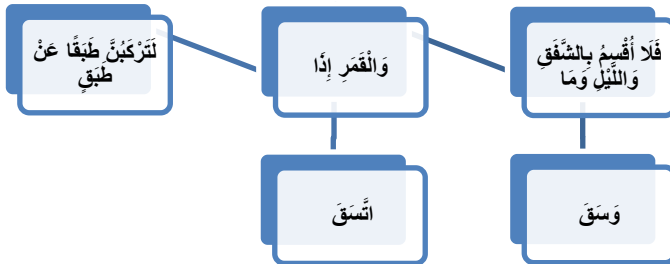 فَلَا أُقْسِمُ بِالشَّفَقِ
وَاللَّيْلِ وَمَا
وَسَقَ
وَالْقَمَرِ إِذَا
اتَّسَقَ
لَتَرْكَبُنَّ طَبَقًا عَنْ
طَبَقٍ